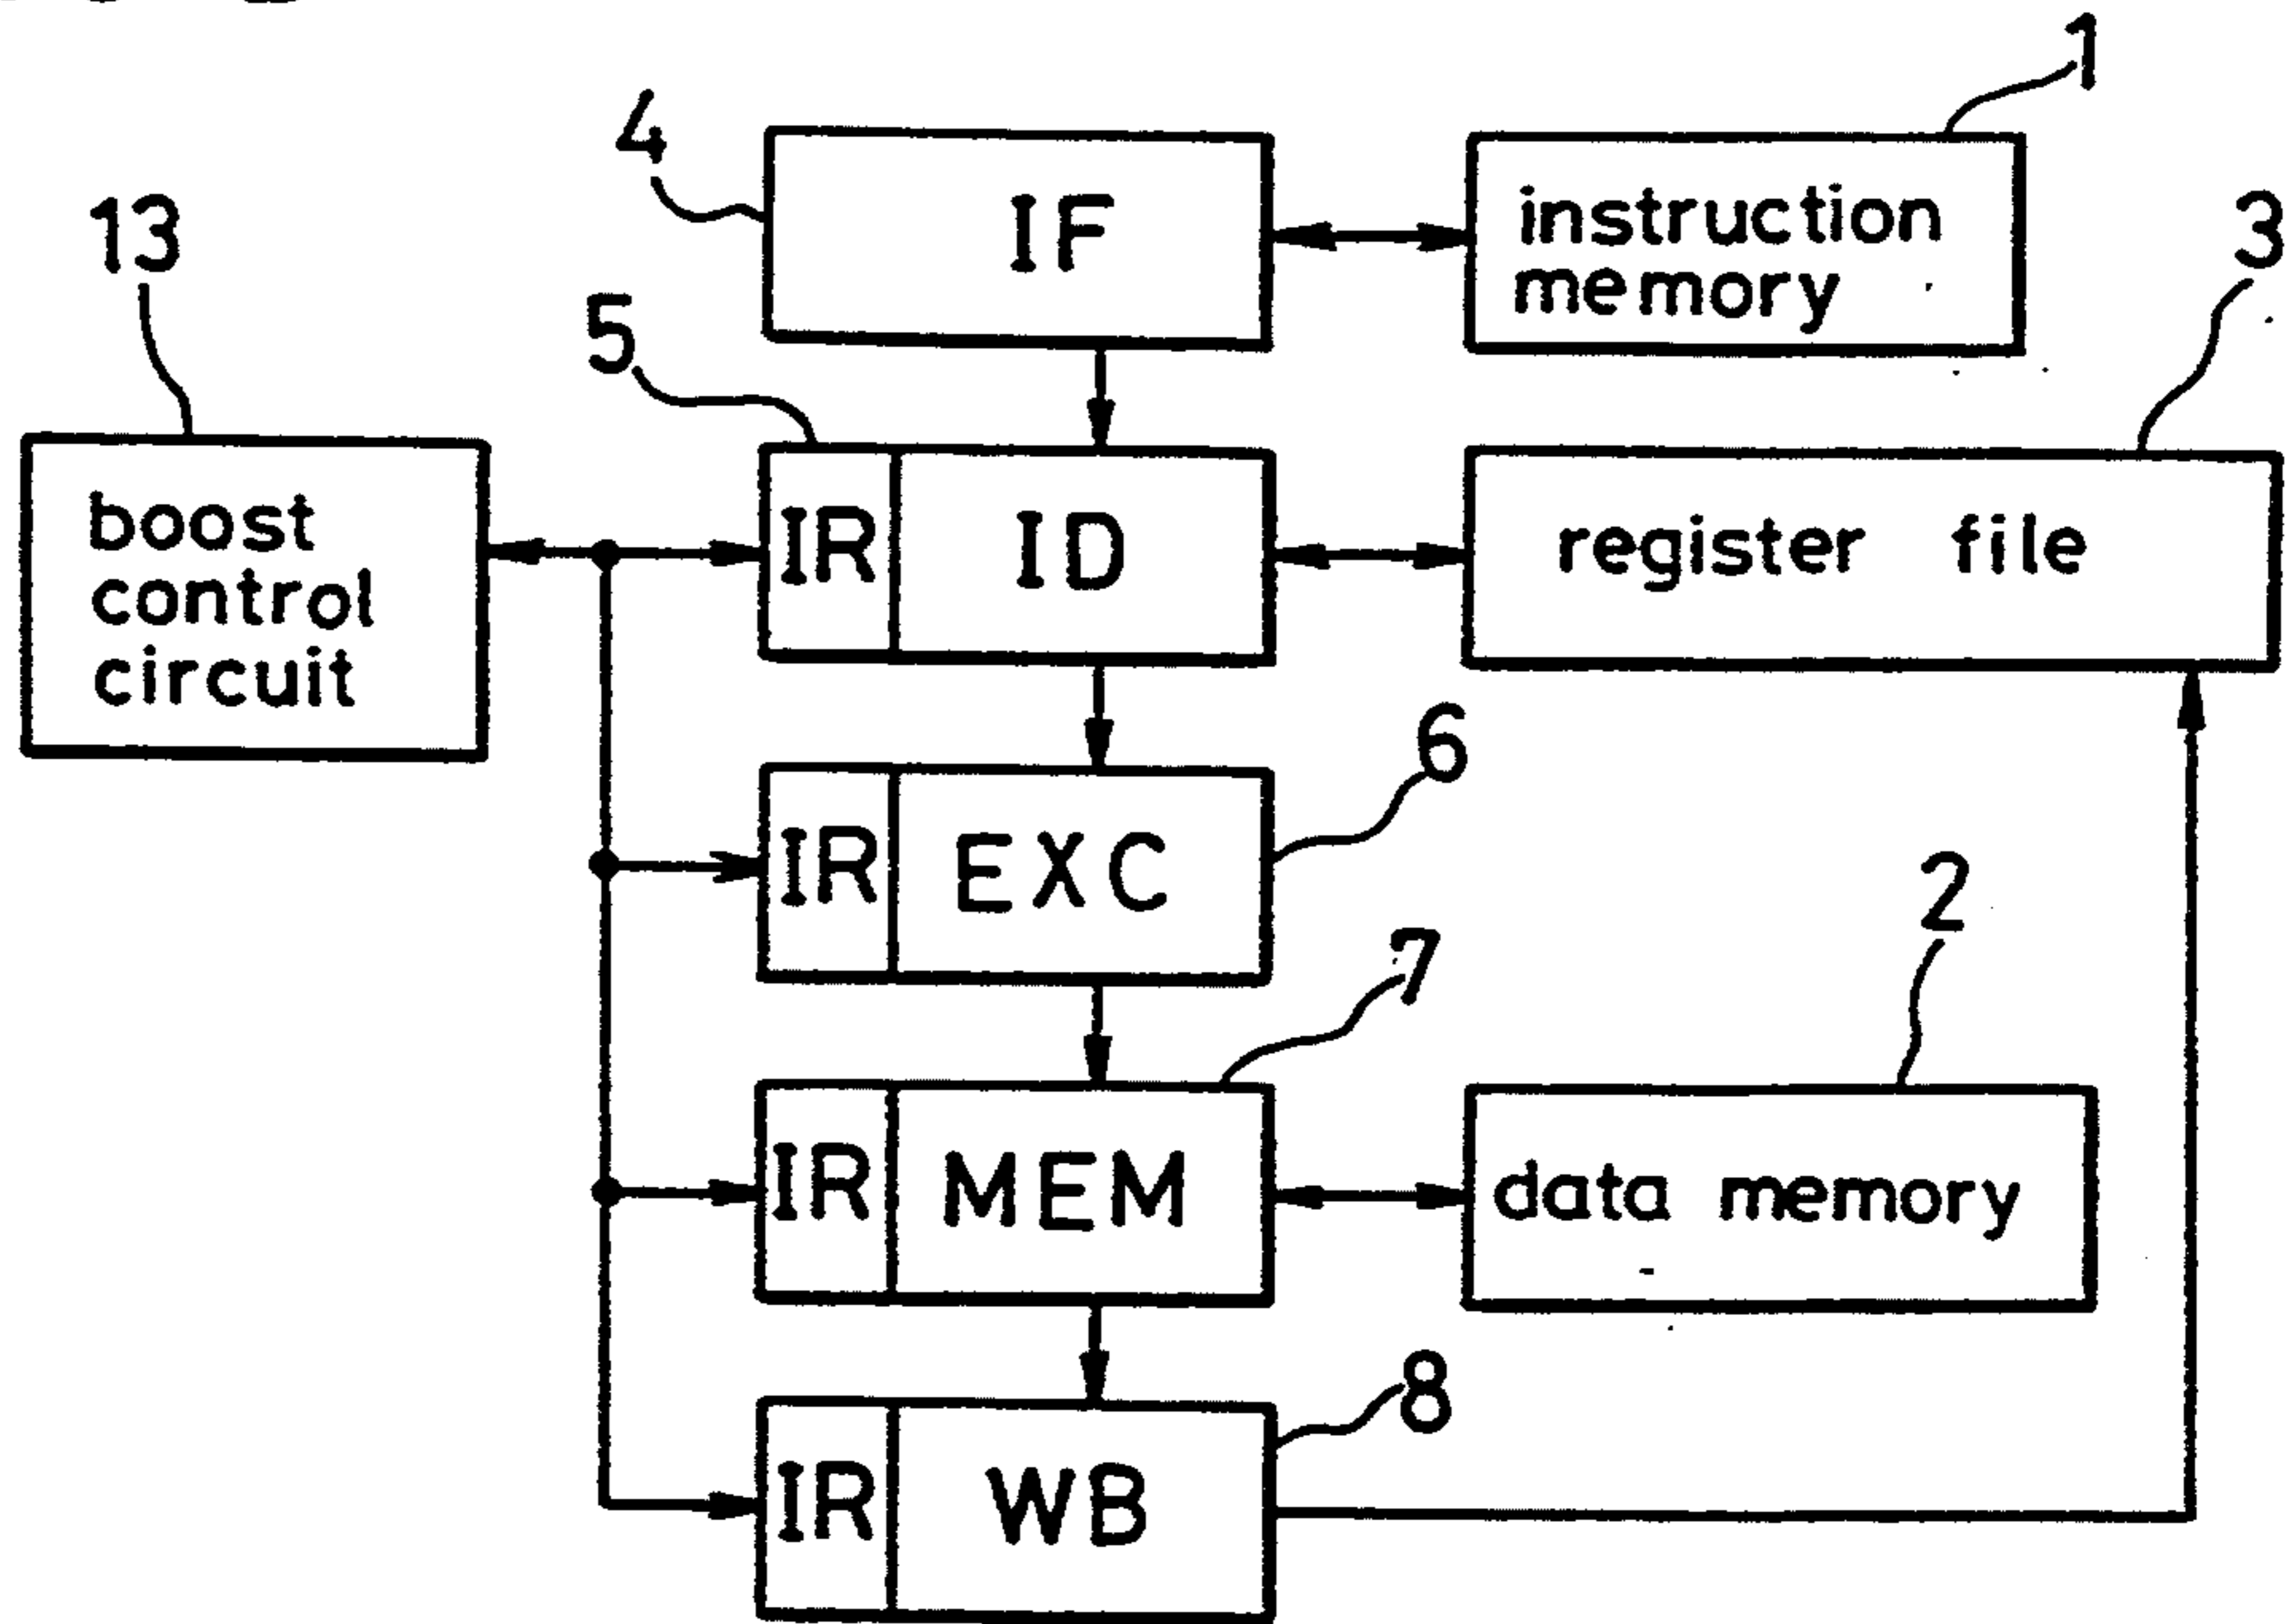 1
4
IF
instruction
memory
3
13
5
boost
control
circuit
IR
ID
register file
6
IR
EXC
2
7
IR
MEM
data memory
8
IR
WB